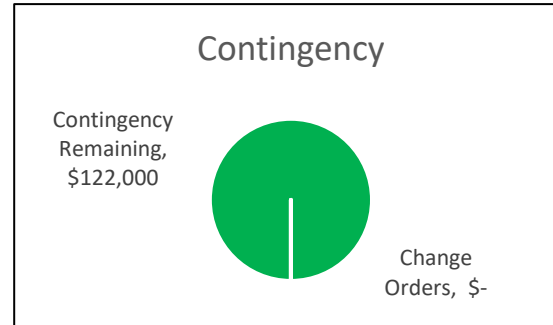 Contingency
Contingency
Remaining,
$122,000
Change
Orders, $-